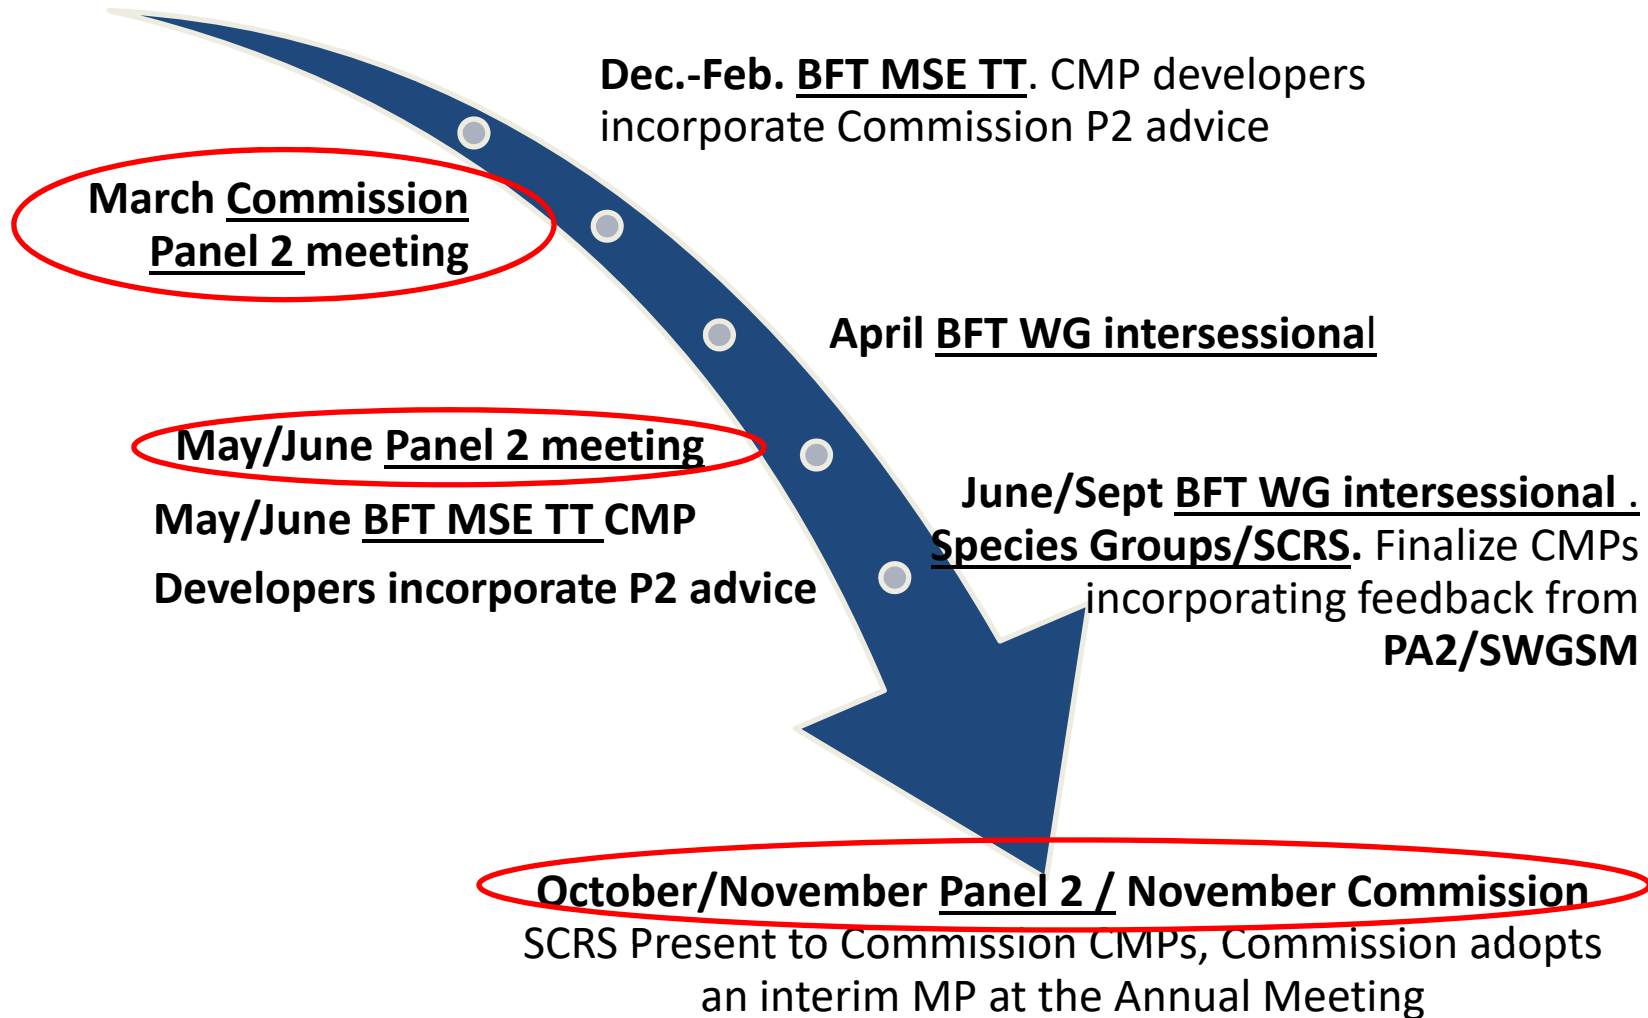 Dec.-Feb. BFT MSE TT. CMP developers
incorporate Commission P2 advice
March Commission
Panel 2 meeting
April BFT WG intersessional
May/June Panel 2 meeting
May/June BFT MSE TT CMP
Developers incorporate P2 advice
June/Sept BFT WG intersessional .
Species Groups/SCRS. Finalize CMPs
incorporating feedback from
PA2/SWGSM
October/November Panel 2 / November Commission
SCRS Present to Commission CMPs, Commission adopts
an interim MP at the Annual Meeting